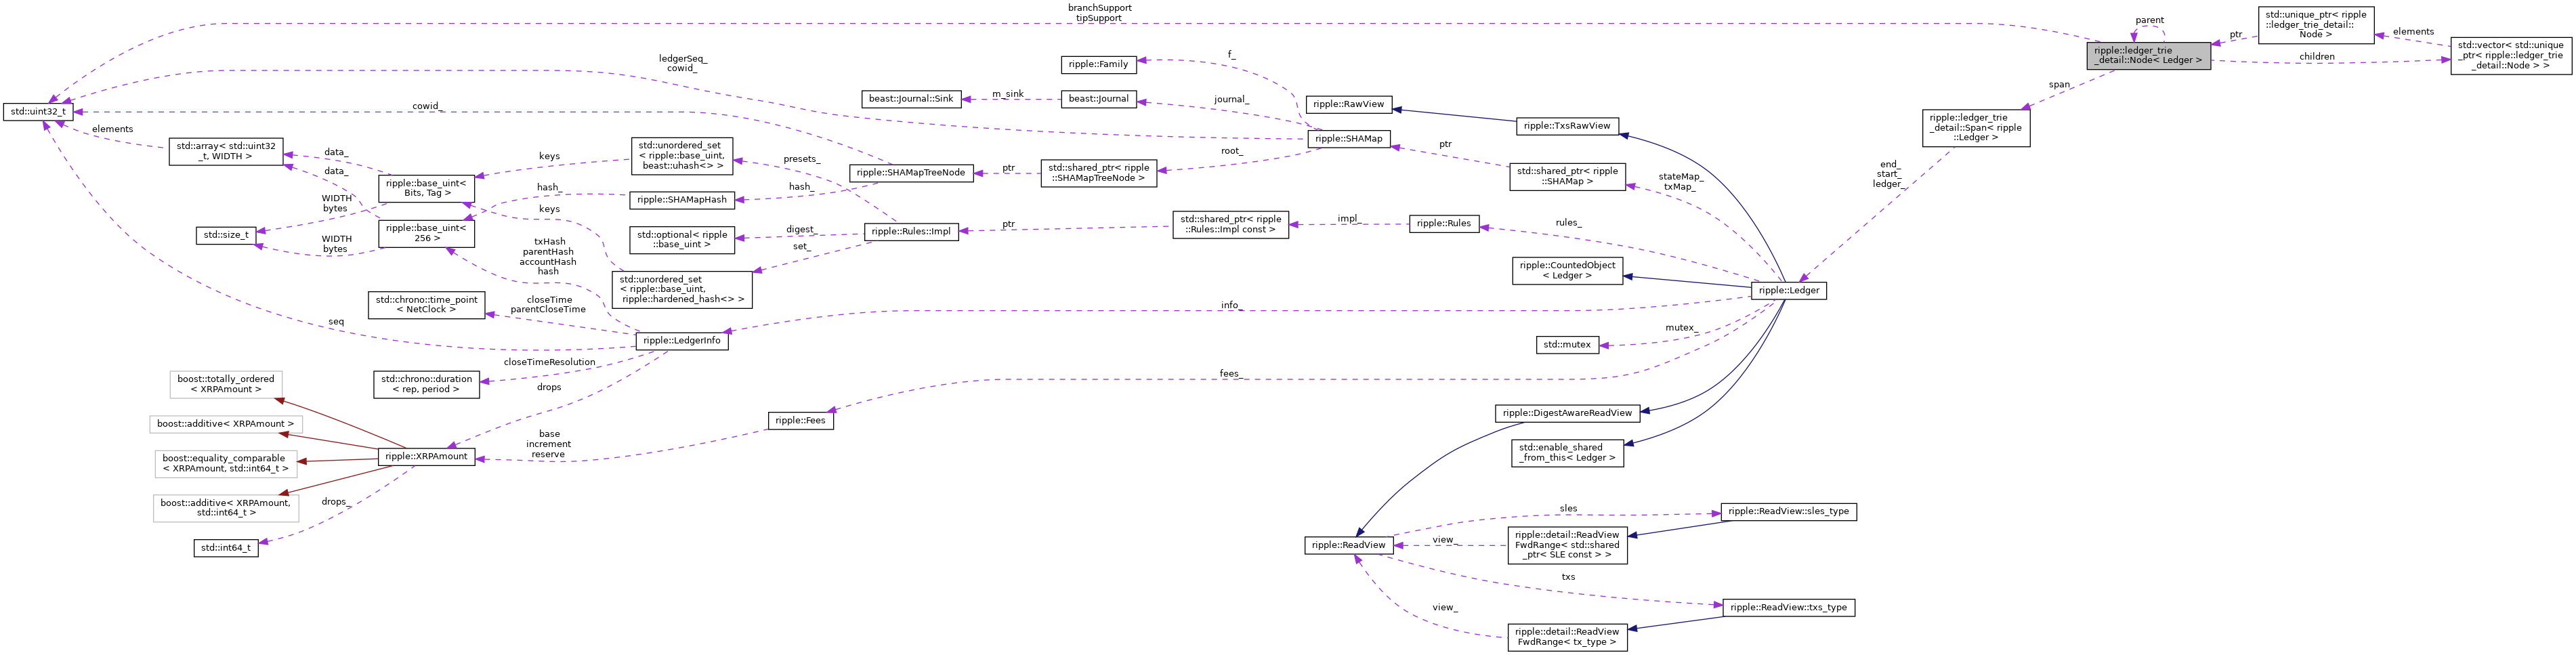 branchSupport
tipSupport
parent
std::unique_ptr< ripple
::ledger_trie_detail::
Node >
ptr
elements
ripple::ledger_trie
_detail::Node< Ledger >
std::vector< std::unique
_ptr< ripple::ledger_trie
_detail::Node > >
children
ledgerSeq_
cowid_
f_
ripple::Family
span
m_sink
beast::Journal::Sink
beast::Journal
journal_
ripple::RawView
std::uint32_t
cowid_
ripple::ledger_trie
_detail::Span< ripple
::Ledger >
ripple::TxsRawView
elements
ripple::SHAMap
std::array< std::uint32
_t, WIDTH >
data_
std::unordered_set
< ripple::base_uint,
beast::uhash<> >
keys
presets_
root_
ptr
ripple::SHAMapTreeNode
ptr
std::shared_ptr< ripple
::SHAMapTreeNode >
std::shared_ptr< ripple
::SHAMap >
end_
start_
ledger_
data_
ripple::base_uint<
Bits, Tag >
hash_
hash_
stateMap_
txMap_
WIDTH
bytes
ripple::SHAMapHash
keys
std::size_t
ripple::base_uint<
256 >
std::optional< ripple
::base_uint >
digest_
ripple::Rules::Impl
ptr
std::shared_ptr< ripple
::Rules::Impl const >
impl_
ripple::Rules
rules_
WIDTH
bytes
set_
txHash
parentHash
accountHash
hash
std::unordered_set
< ripple::base_uint,
ripple::hardened_hash<> >
ripple::CountedObject
< Ledger >
ripple::Ledger
std::chrono::time_point
< NetClock >
closeTime
parentCloseTime
info_
seq
ripple::LedgerInfo
mutex_
std::mutex
closeTimeResolution
std::chrono::duration
< rep, period >
drops
fees_
boost::totally_ordered
< XRPAmount >
boost::additive< XRPAmount >
ripple::Fees
ripple::DigestAwareReadView
base
increment
reserve
boost::equality_comparable
< XRPAmount, std::int64_t >
ripple::XRPAmount
std::enable_shared
_from_this< Ledger >
boost::additive< XRPAmount,
std::int64_t >
drops_
sles
ripple::ReadView::sles_type
std::int64_t
ripple::ReadView
view_
ripple::detail::ReadView
FwdRange< std::shared
_ptr< SLE const > >
txs
view_
ripple::ReadView::txs_type
ripple::detail::ReadView
FwdRange< tx_type >